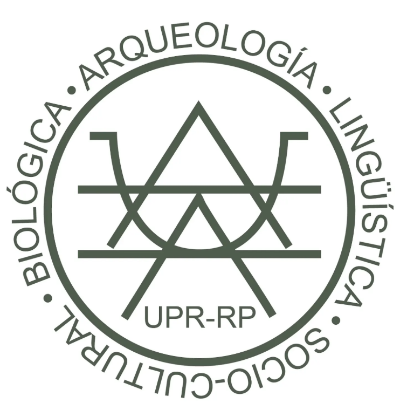 ARQUEOLOGÍA • LINGÜÍSTICA • SOCIO-CULTURAL • BIOLÓGICA •
UPR-RP